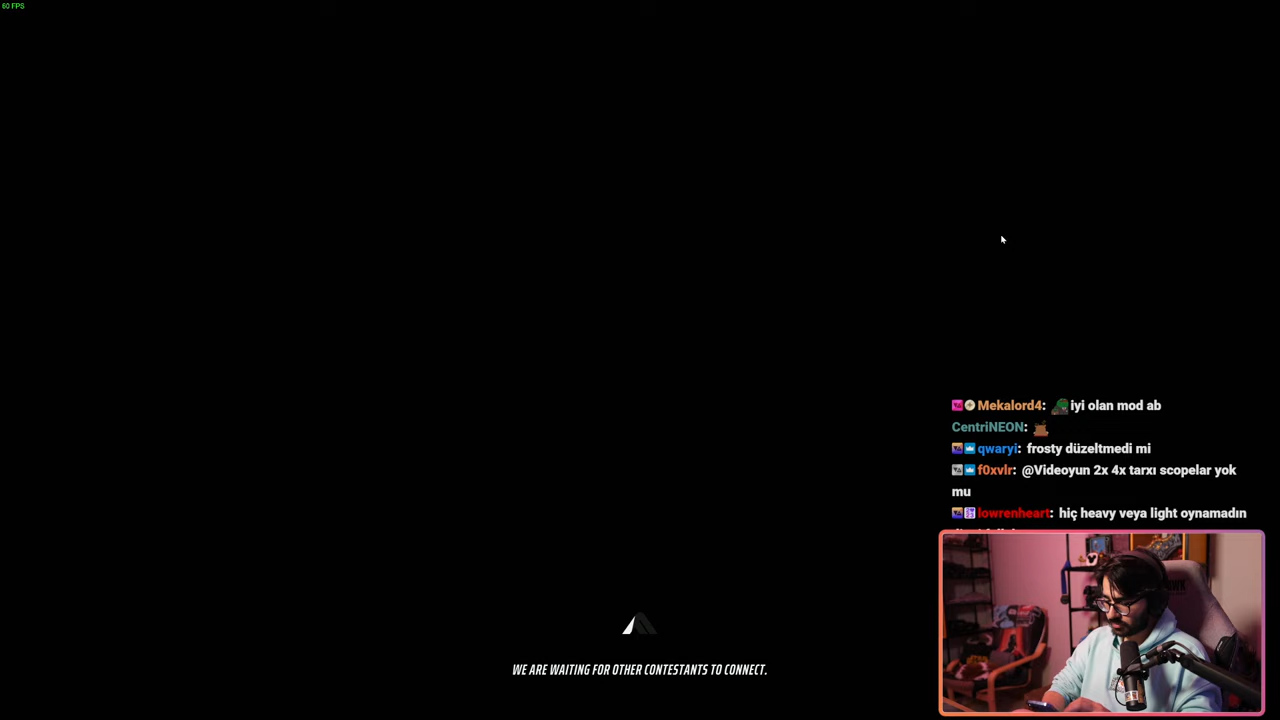 60 FPS
Mekalord4: iyi olan mod ab
CentriNEON:
qwaryi: frosty düzeltmedi mi
f0xvlr: @Videoyun 2x 4x tarxı scopelar yok
mu
lowrenheart: hiç heavy veya light oynamadın
WE ARE WAITING FOR OTHER CONTESTANTS TO CONNECT.